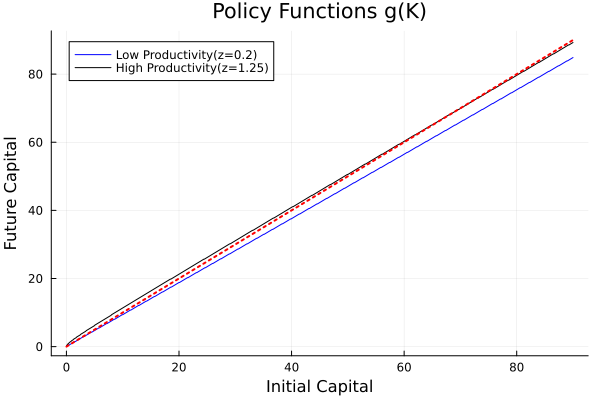 Policy Functions g(K)
Low Productivity(z=0.2)
High Productivity(z=1.25)
Future Capital
80
60
40
20
0
0 20 40 60 80
Initial Capital